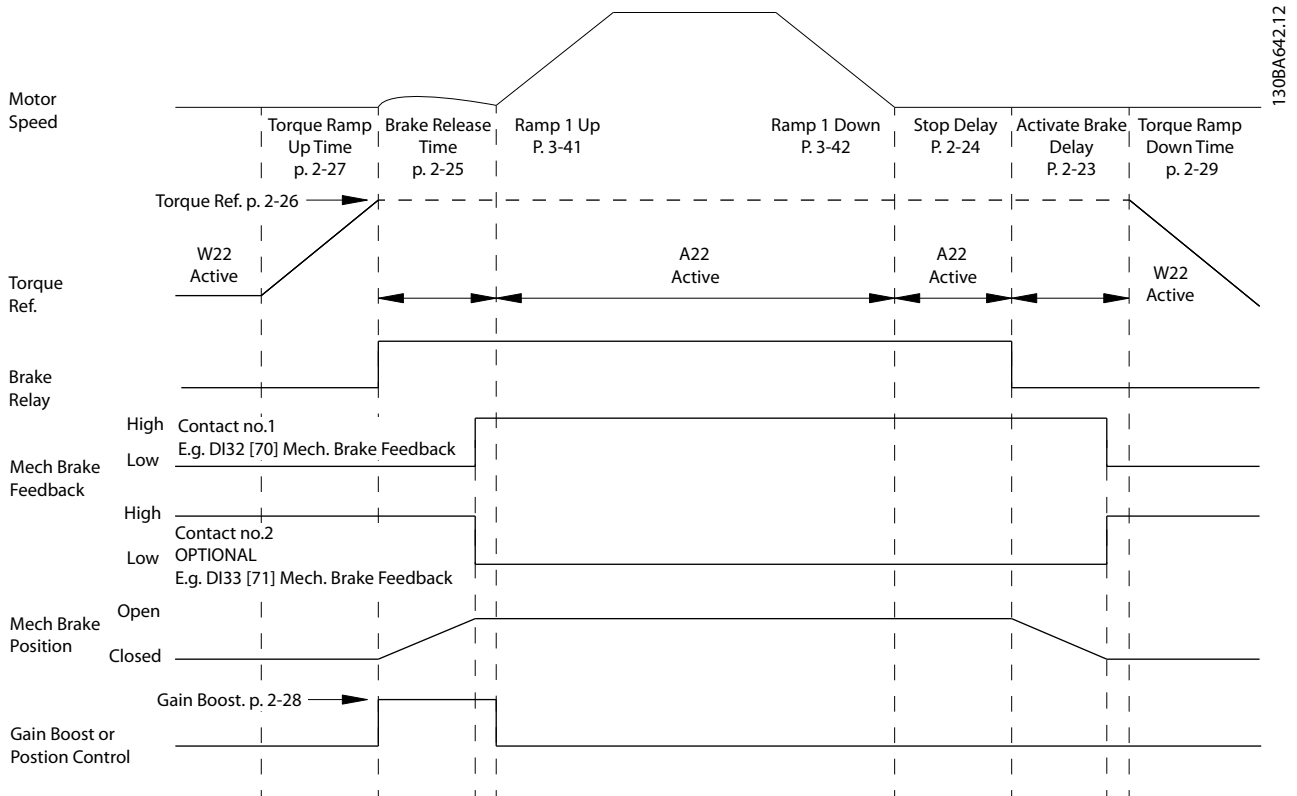 130BA642.12
Motor
Speed
Torque Ramp
Up Time
p. 2-27
Brake Release
Time
p. 2-25
Ramp 1 Up
P. 3-41
Ramp 1 Down
P. 3-42
Stop Delay
P. 2-24
Activate Brake
Delay
P. 2-23
Torque Ramp
Down Time
p. 2-29
Torque Ref. p. 2-26
Torque
Ref.
W22
Active
A22
Active
A22
Active
W22
Active
Brake
Relay
Mech Brake
Feedback
High
Low
Contact no.1
E.g. DI32 [70] Mech. Brake Feedback
High
Low
Contact no.2
OPTIONAL
E.g. DI33 [71] Mech. Brake Feedback
Mech Brake
Position
Open
Closed
Gain Boost. p. 2-28
Gain Boost or
Postion Control